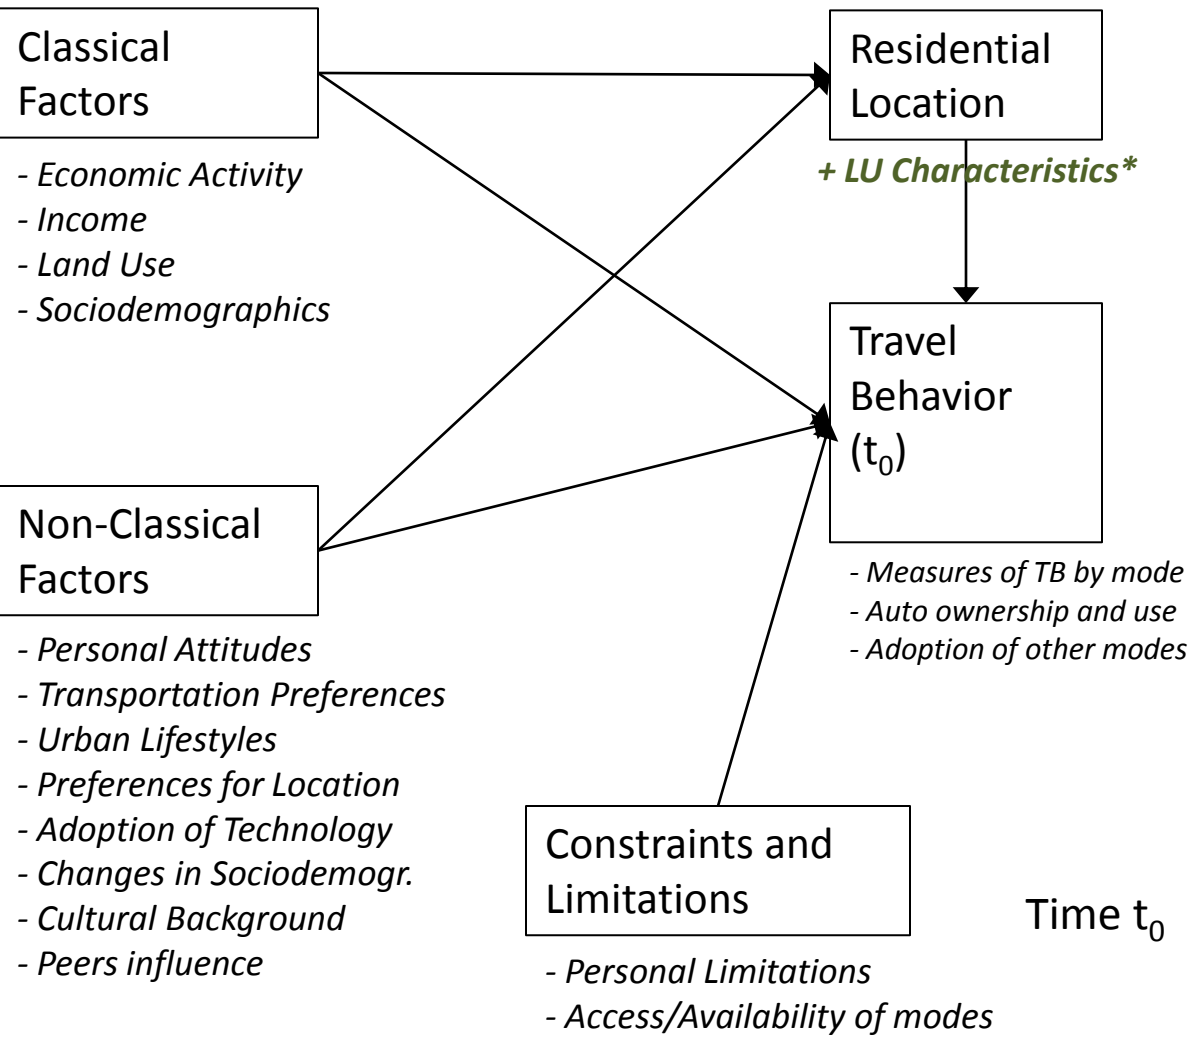 Classical
Factors
- Economic Activity
- Income
- Land Use
- Sociodemographics
Residential
Location
+ LU Characteristics*
Travel
Behavior
(t₀)
- Measures of TB by mode
- Auto ownership and use
- Adoption of other modes
Non-Classical
Factors
- Personal Attitudes
- Transportation Preferences
- Urban Lifestyles
- Preferences for Location
- Adoption of Technology
- Changes in Sociodemogr.
- Cultural Background
- Peers influence
Constraints and
Limitations
- Personal Limitations
- Access/Availability of modes
Time t₀